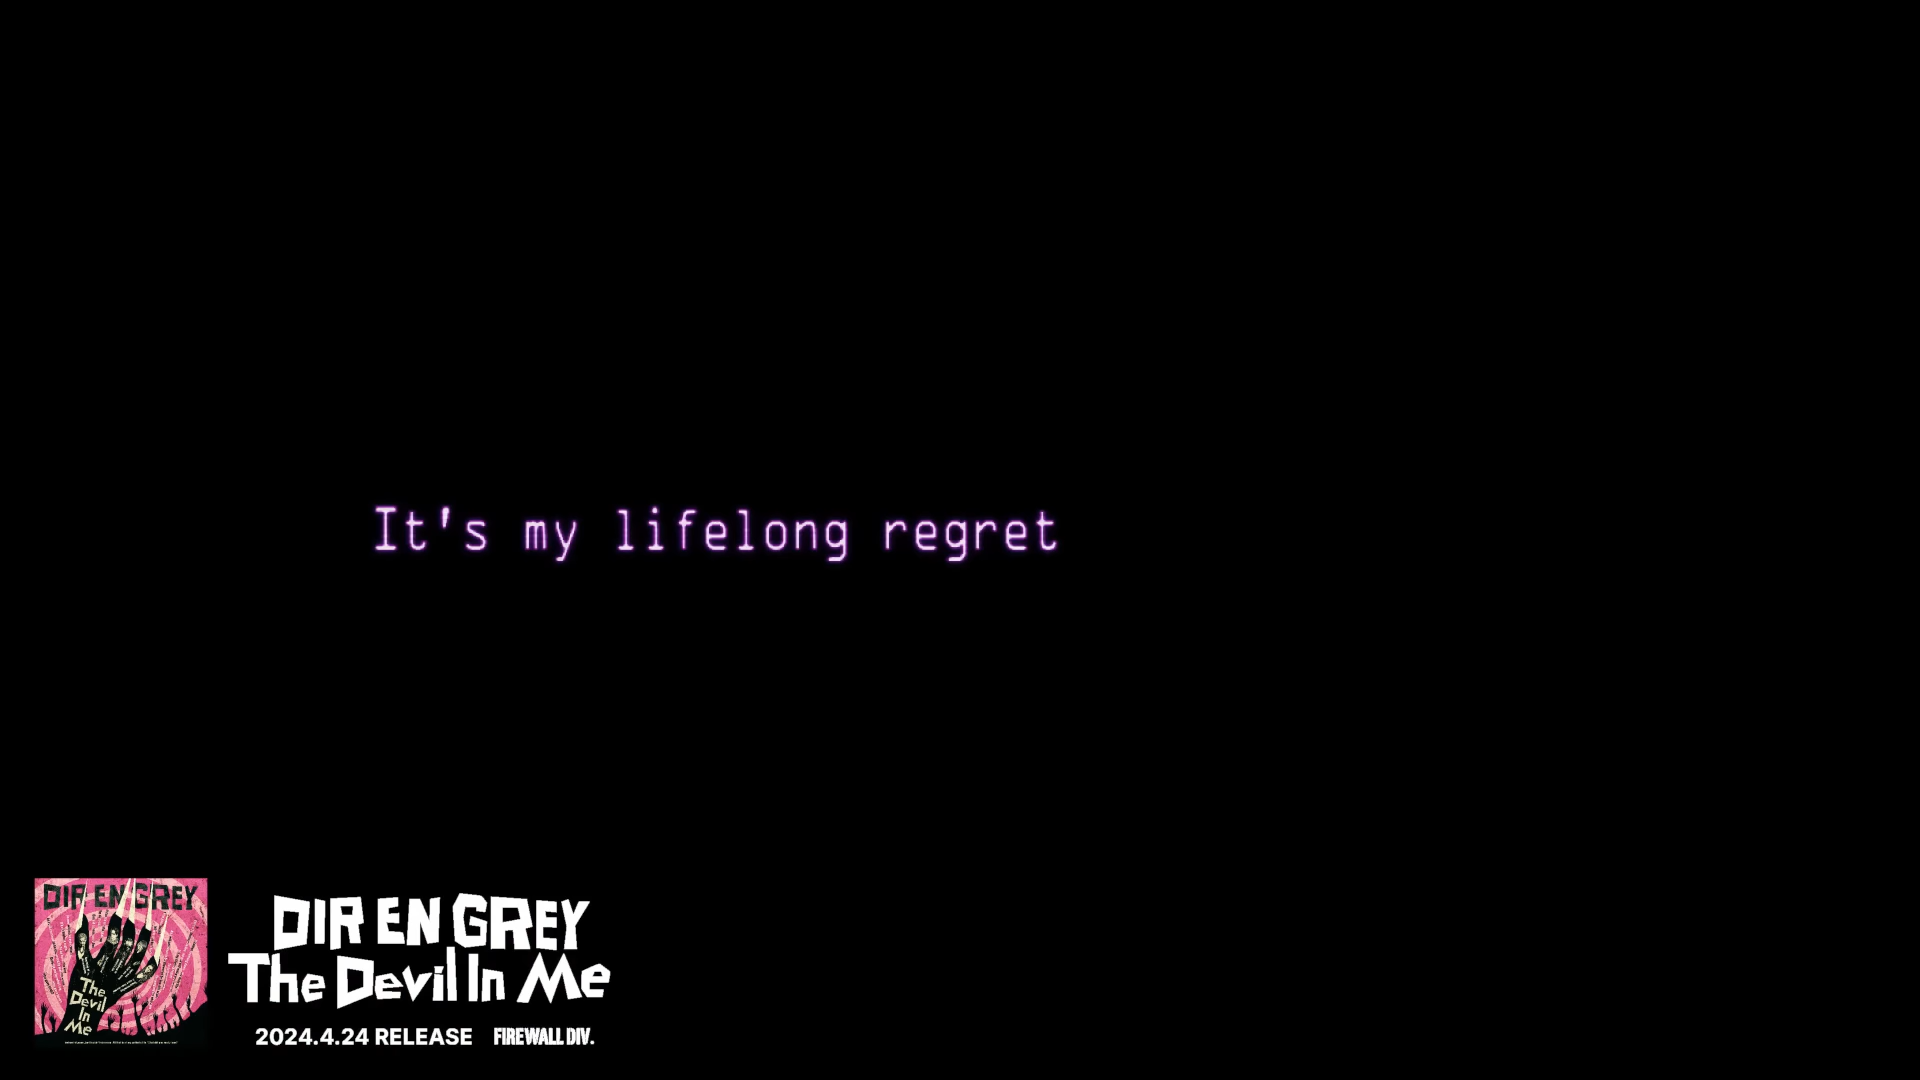 It's my lifelong regret
DIR EN GREY
The
Devil
In
Me
DIR EN GREY
The Devil In Me
2024.4.24 RELEASE FIREWALL DIV.